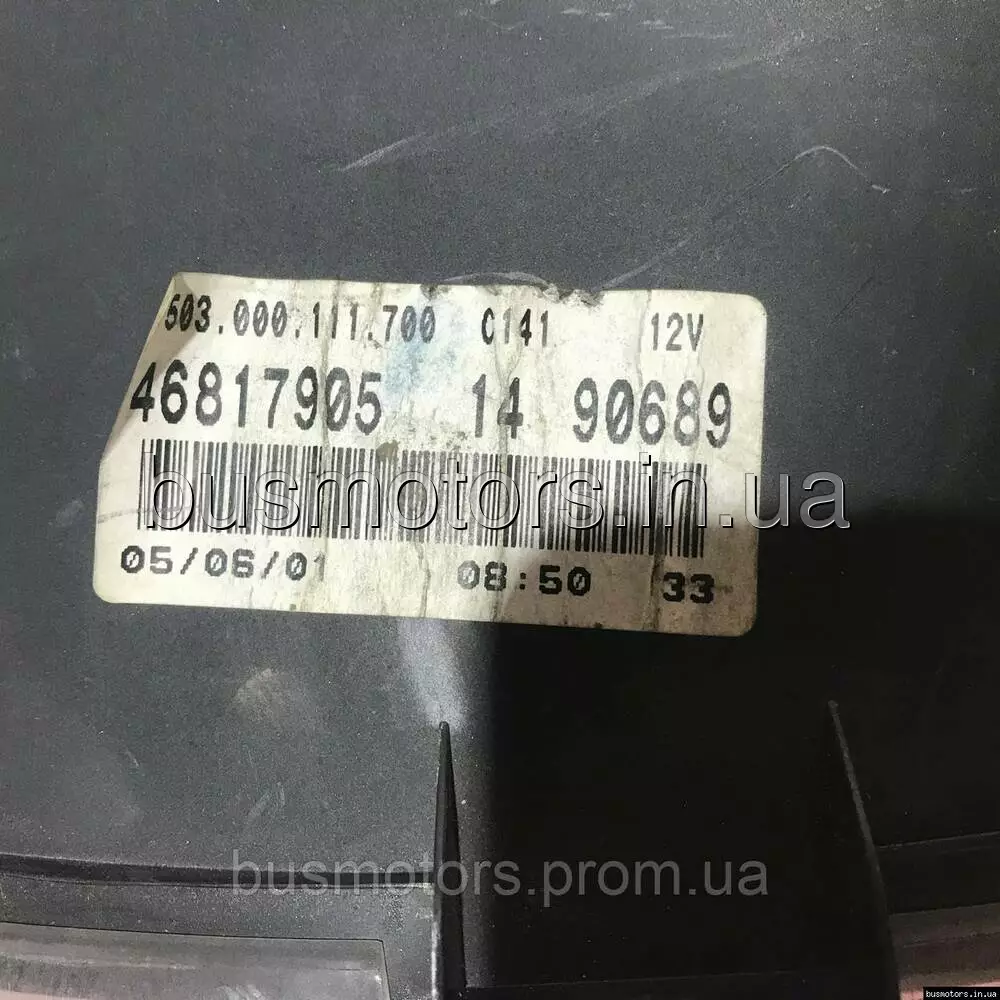 503.000.111.700 C141 12V
46817905 14 90689
busmotors.in.ua
05/06/01 08:50 33
busmotors.prom.ua
busmotors.in.ua